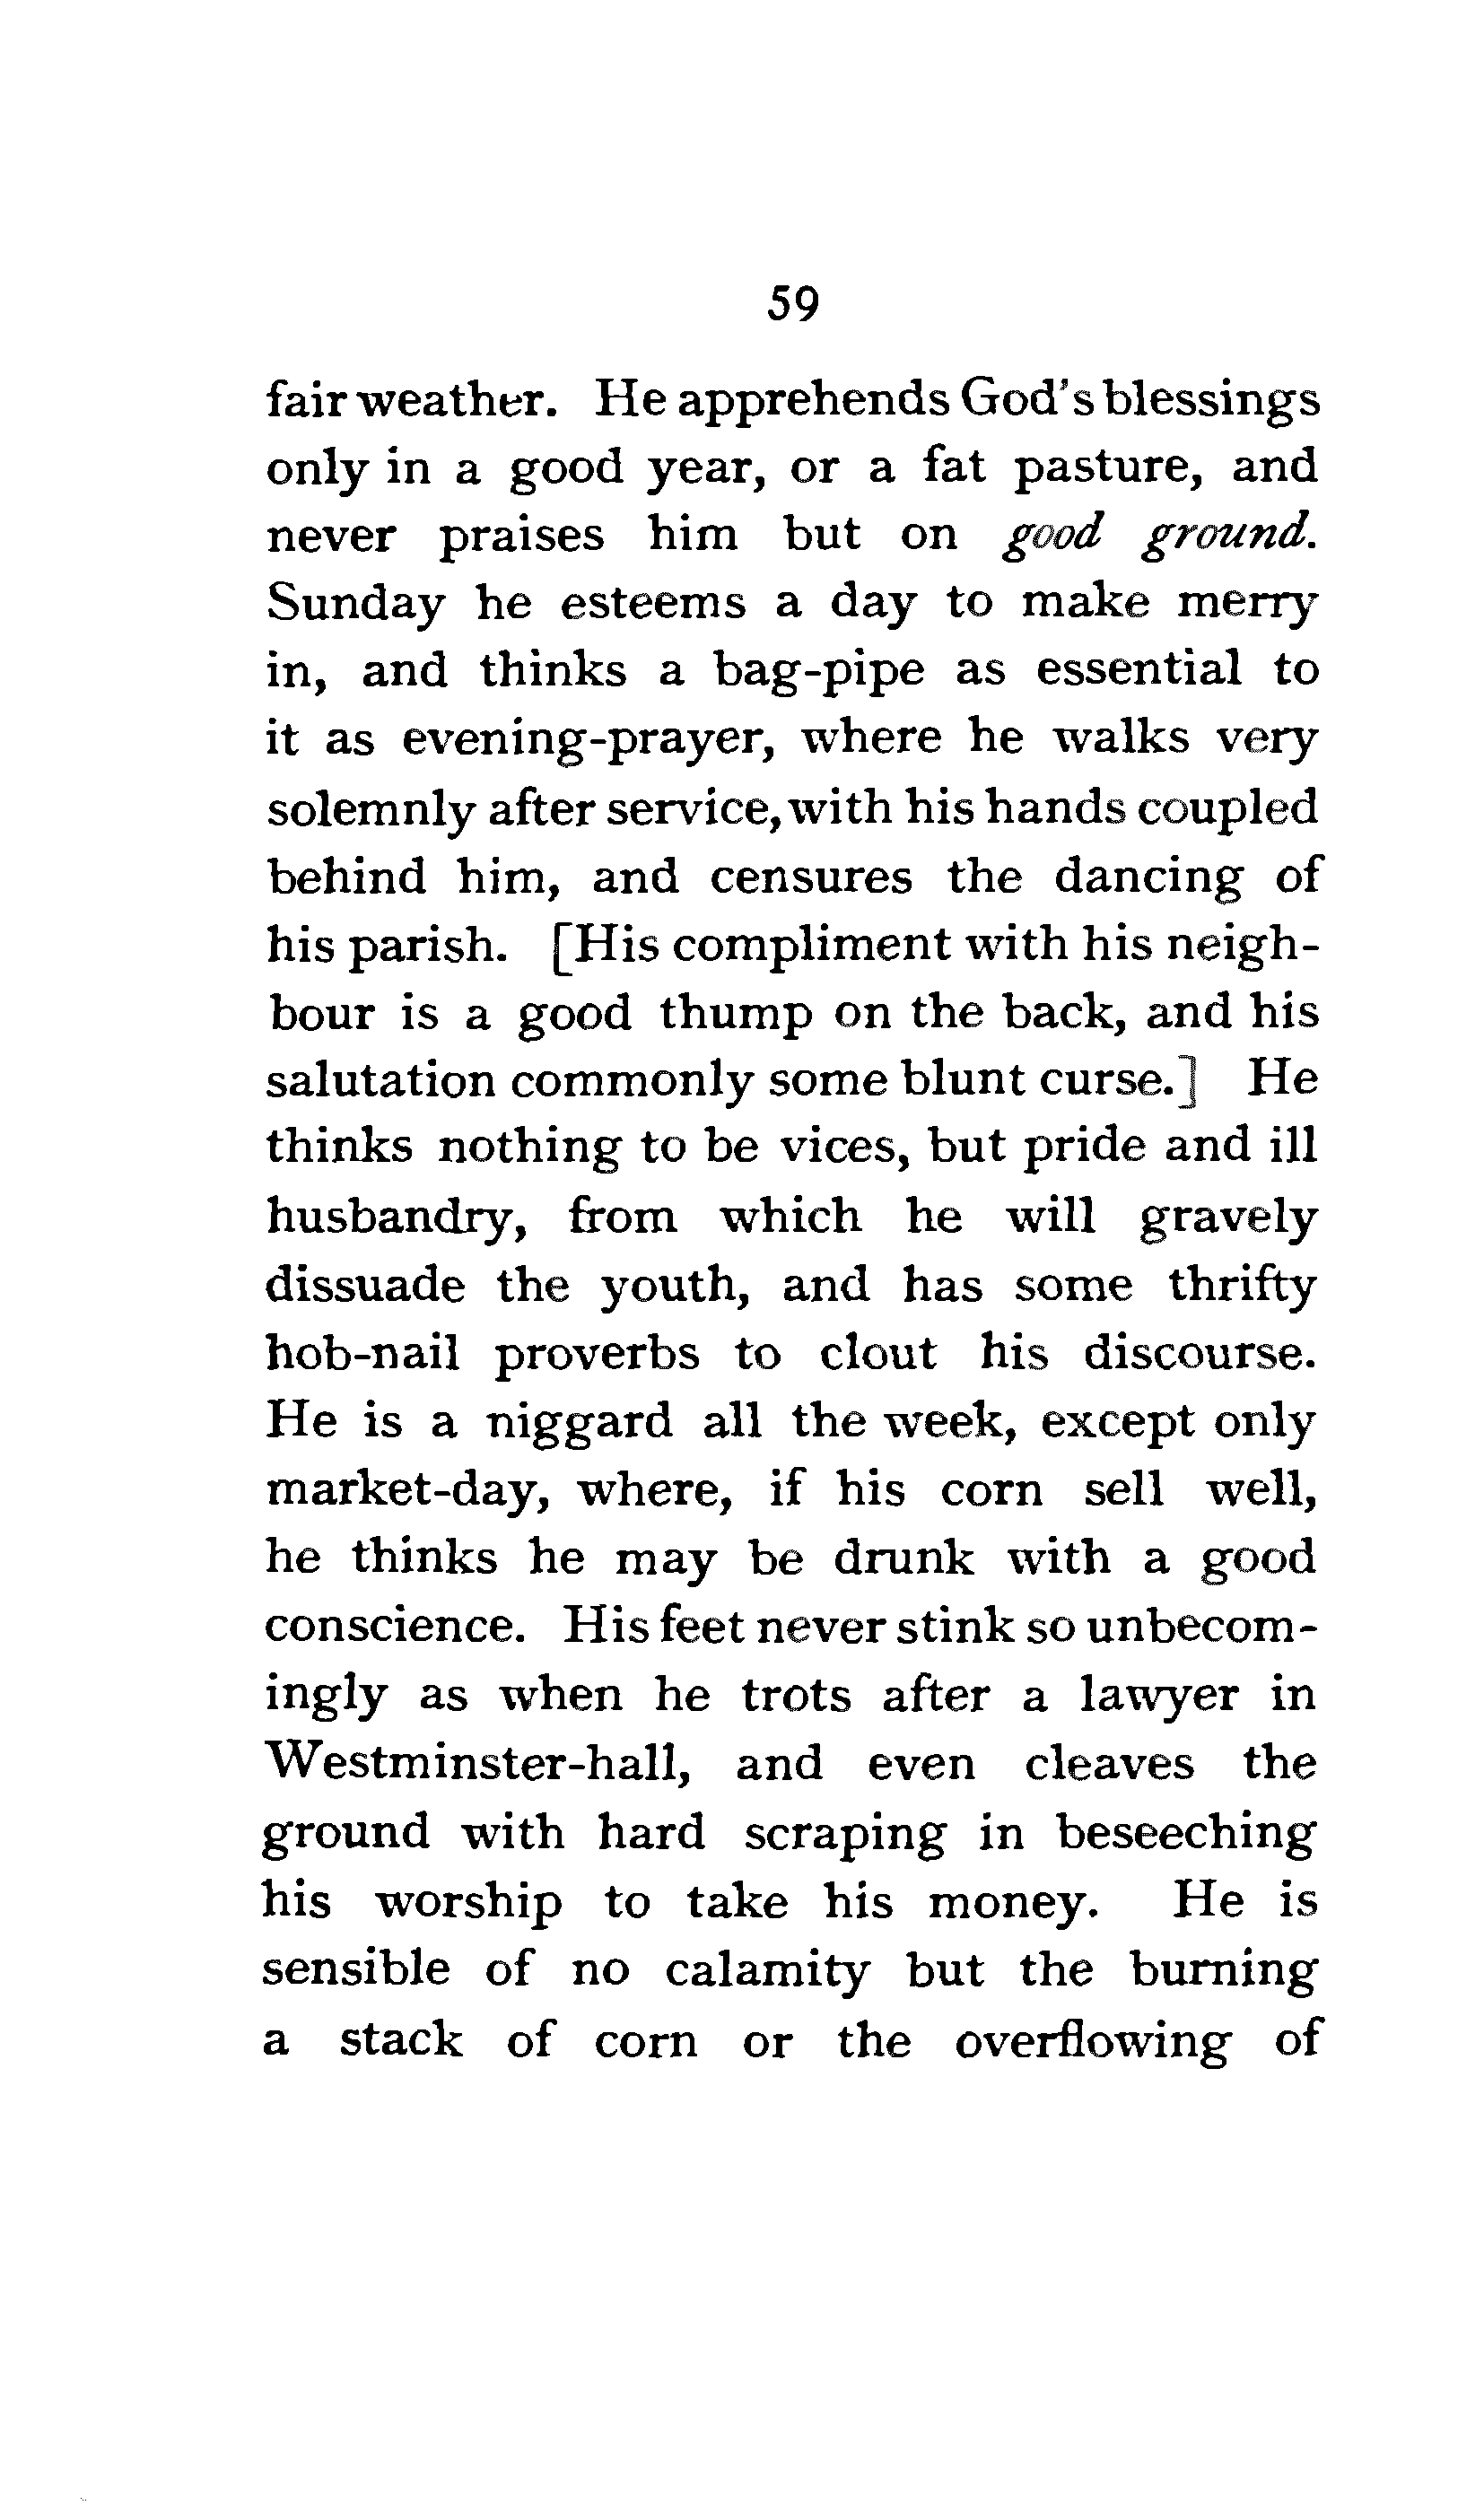 59
fair weather. He apprehends God's blessings
only in a good year, or a fat pasture, and
never praises him but on good ground.
Sunday he esteems a day to make merry
in, and thinks a bag-pipe as essential to
it as evening-prayer, where he walks very
solemnly after service, with his hands coupled
behind him, and censures the dancing of
his parish. [His compliment with his neigh-
bour is a good thump on the back, and his
salutation commonly some blunt curse.] He
thinks nothing to be vices, but pride and ill
husbandry, from which he will gravely
dissuade the youth, and has some thrifty
hob-nail proverbs to clout his discourse.
He is a niggard all the week, except only
market-day, where, if his corn sell well,
he thinks he may be drunk with a good
conscience. His feet never stink so unbecom-
ingly as when he trots after a lawyer in
Westminster-hall, and even cleaves the
ground with hard scraping in beseeching
his worship to take his money. He is
sensible of no calamity but the burning
a stack of corn or the overflowing of